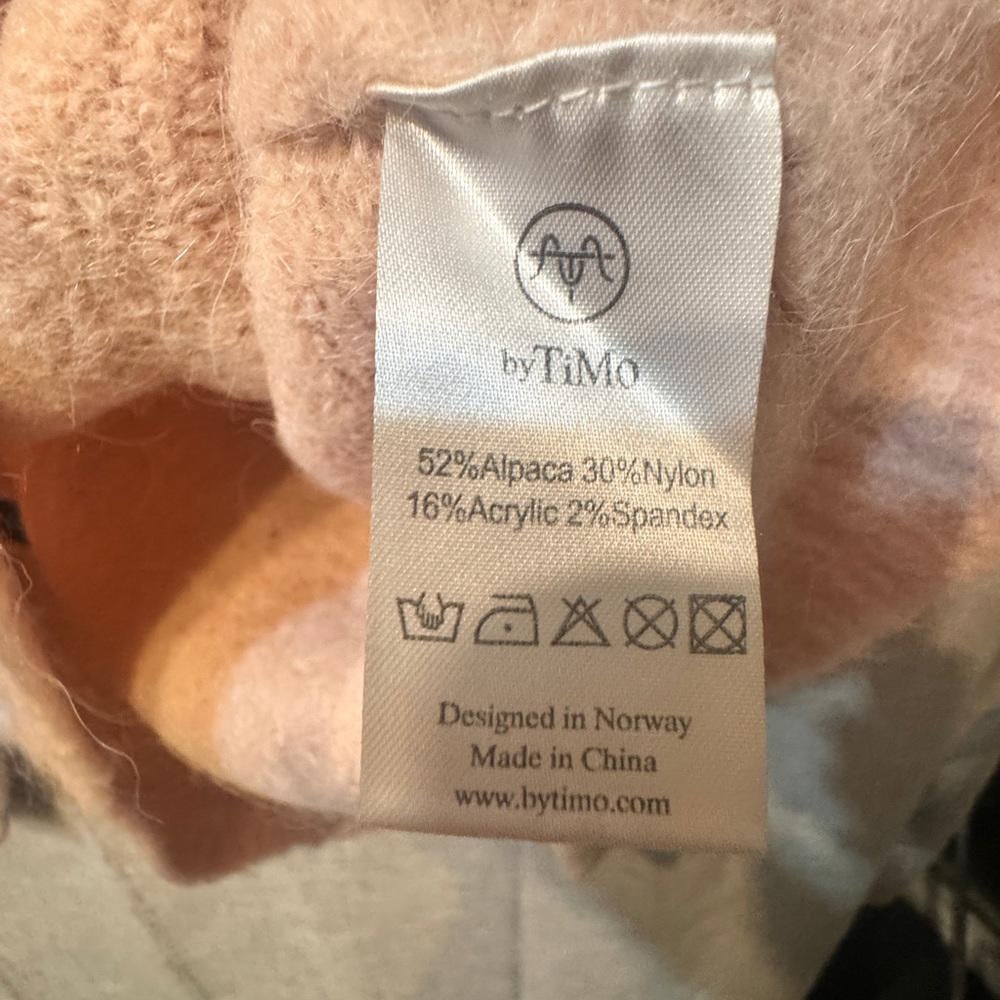 byTiMo
52%Alpaca 30%Nylon
16%Acrylic 2%Spandex
Designed in Norway
Made in China
www.bytimo.com